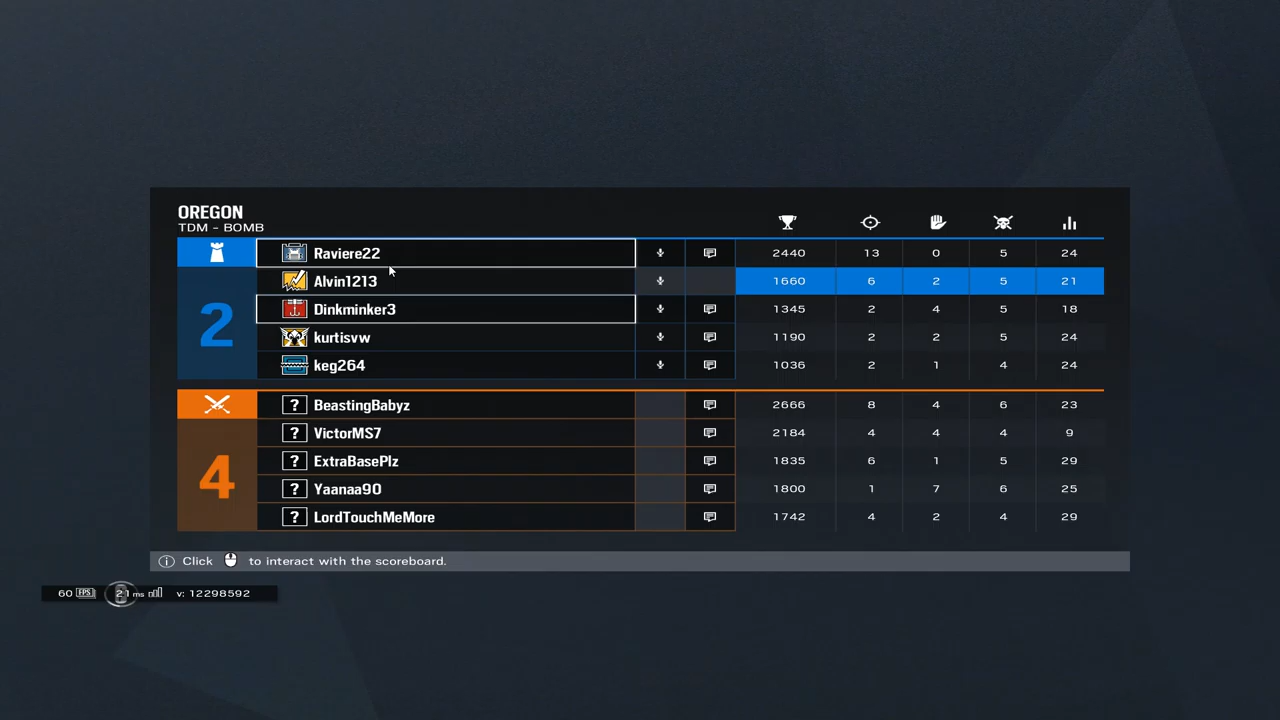 OREGON
TDM - BOMB
Raviere22 2440 13 0 5 24
Alvin1213 1660 6 2 5 21
2
Dinkminker3 1345 2 4 5 18
kurtisvw 1190 2 2 5 24
keg264 1036 2 1 4 24
? BeastingBabyz 2666 8 4 6 23
? VictorMS7 2184 4 4 4 9
4
? ExtraBasePlz 1835 6 1 5 29
? Yaanaa90 1800 1 7 6 25
? LordTouchMeMore 1742 4 2 4 29
i Click to interact with the scoreboard.
60 FPS 21 ms v: 12298592